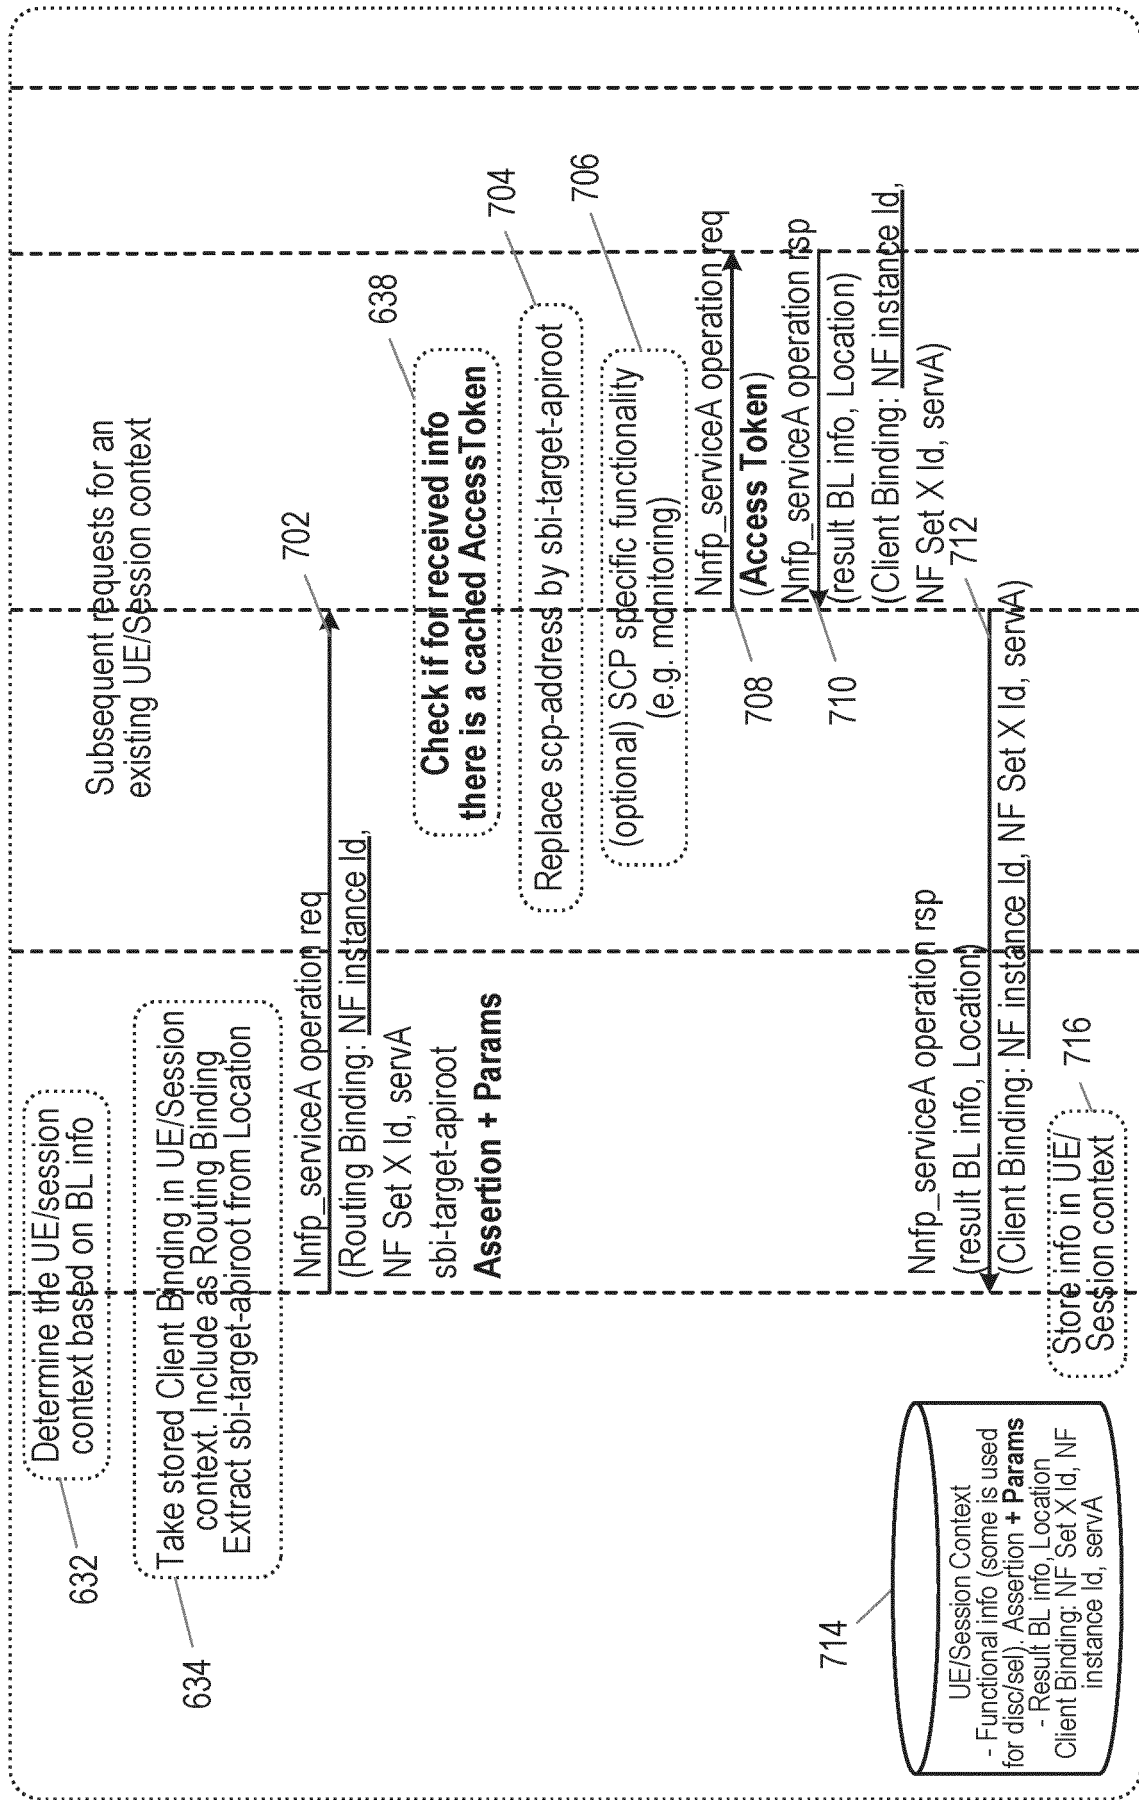 Subsequent requests for an
existing UE/Session context
Determine the UE/session
context based on BL info
632
Take stored Client Binding in UE/Session
context. Include as Routing Binding
Extract sbi-target-apiroot from Location
634
Nnfp_serviceA operation req
(Routing Binding: NF instance Id,
NF Set X Id, servA
sbi-target-apiroot
Assertion + Params
702
638
Check if for received info
there is a cached AccessToken
704
Replace scp-address by sbi-target-apiroot
706
(optional) SCP specific functionality
(e.g. monitoring)
Nnfp_serviceA operation req
(Access Token)
708
Nnfp_serviceA operation rsp
(result BL info, Location)
(Client Binding: NF instance Id,
NF Set X Id, servA)
710
712
Nnfp_serviceA operation rsp
(result BL info, Location)
(Client Binding: NF instance Id, NF Set X Id, servA)
714
UE/Session Context
- Functional info (some is used
for disc/sel). Assertion + Params
- Result BL info, Location
Client Binding: NF Set X Id, NF
instance Id, servA
Store info in UE/
Session context
716